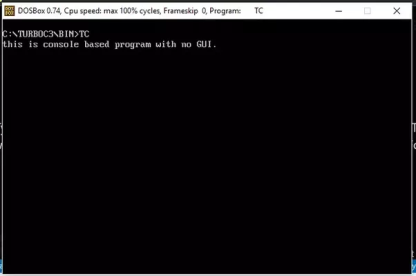 DOSBox 0.74, Cpu speed: max 100% cycles, Frameskip 0, Program: TC
C:\TURBOC3\BIN>TC
this is console based program with no GUI.